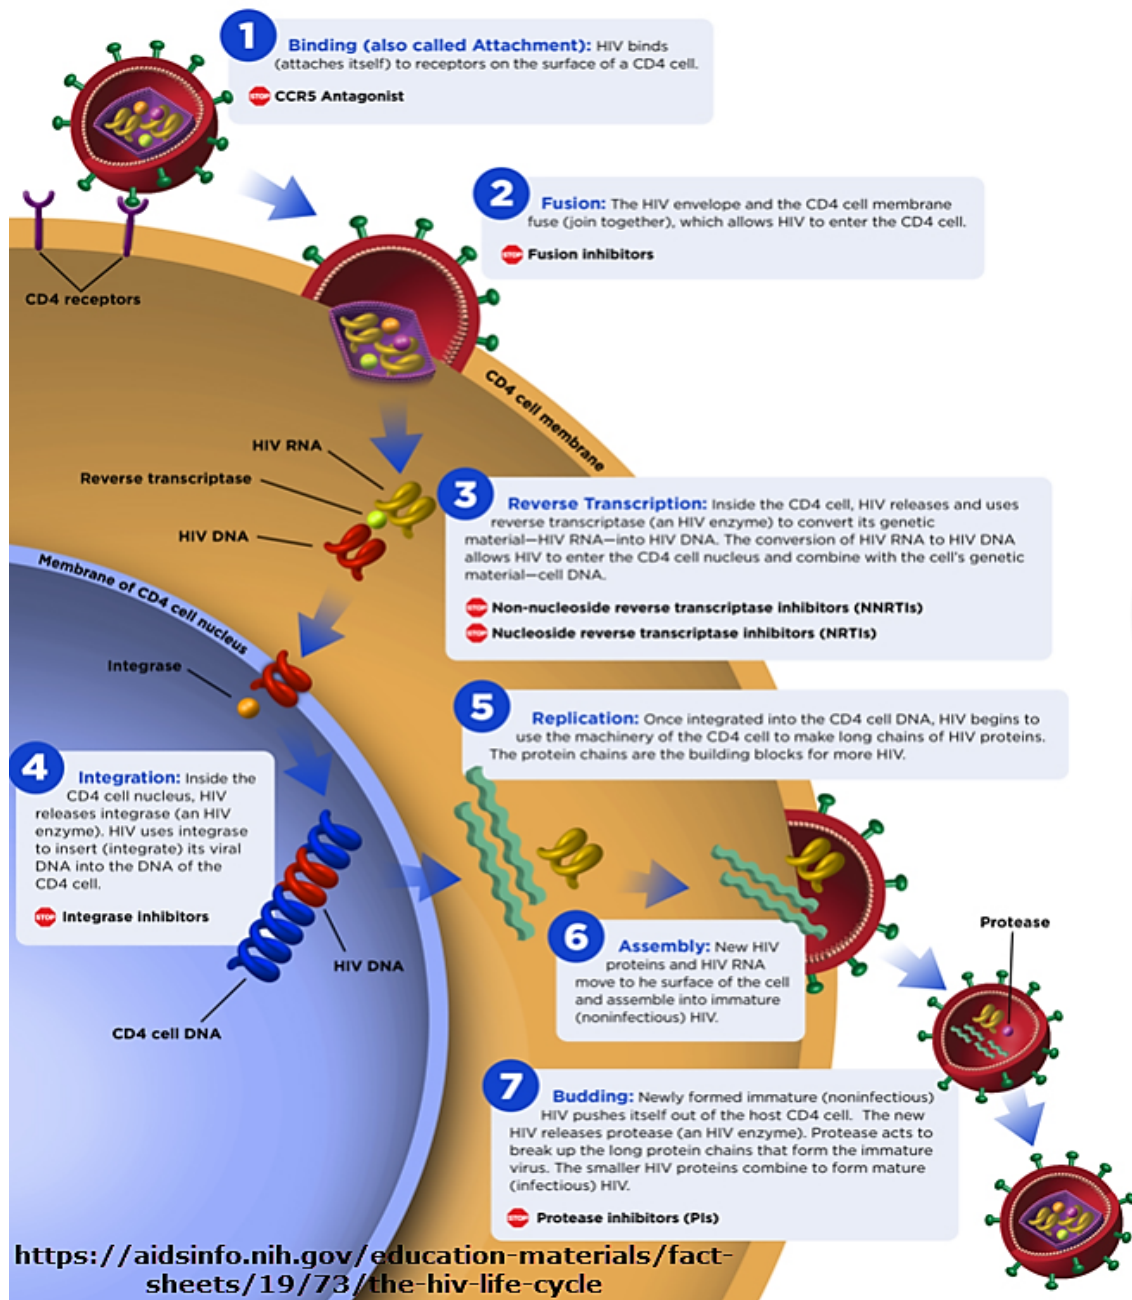 1
Binding (also called Attachment): HIV binds
(attaches itself) to receptors on the surface of a CD4 cell.
STOP CCR5 Antagonist
2
Fusion: The HIV envelope and the CD4 cell membrane
fuse (join together), which allows HIV to enter the CD4 cell.
STOP Fusion inhibitors
CD4 receptors
CD4 cell membrane
HIV RNA
Reverse transcriptase
HIV DNA
3
Reverse Transcription: Inside the CD4 cell, HIV releases and uses
reverse transcriptase (an HIV enzyme) to convert its genetic
material—HIV RNA—into HIV DNA. The conversion of HIV RNA to HIV DNA
allows HIV to enter the CD4 cell nucleus and combine with the cell's genetic
material—cell DNA.
STOP Non-nucleoside reverse transcriptase inhibitors (NNRTIs)
STOP Nucleoside reverse transcriptase inhibitors (NRTIs)
Membrane of CD4 cell nucleus
Integrase
4
Integration: Inside the
CD4 cell nucleus, HIV
releases integrase (an HIV
enzyme). HIV uses integrase
to insert (integrate) its viral
DNA into the DNA of the
CD4 cell.
STOP Integrase inhibitors
HIV DNA
CD4 cell DNA
5
Replication: Once integrated into the CD4 cell DNA, HIV begins to
use the machinery of the CD4 cell to make long chains of HIV proteins.
The protein chains are the building blocks for more HIV.
6
Assembly: New HIV
proteins and HIV RNA
move to he surface of the cell
and assemble into immature
(noninfectious) HIV.
Protease
7
Budding: Newly formed immature (noninfectious)
HIV pushes itself out of the host CD4 cell. The new
HIV releases protease (an HIV enzyme). Protease acts to
break up the long protein chains that form the immature
virus. The smaller HIV proteins combine to form mature
(infectious) HIV.
STOP Protease inhibitors (PIs)
https://aidsinfo.nih.gov/education-materials/fact-
sheets/19/73/the-hiv-life-cycle